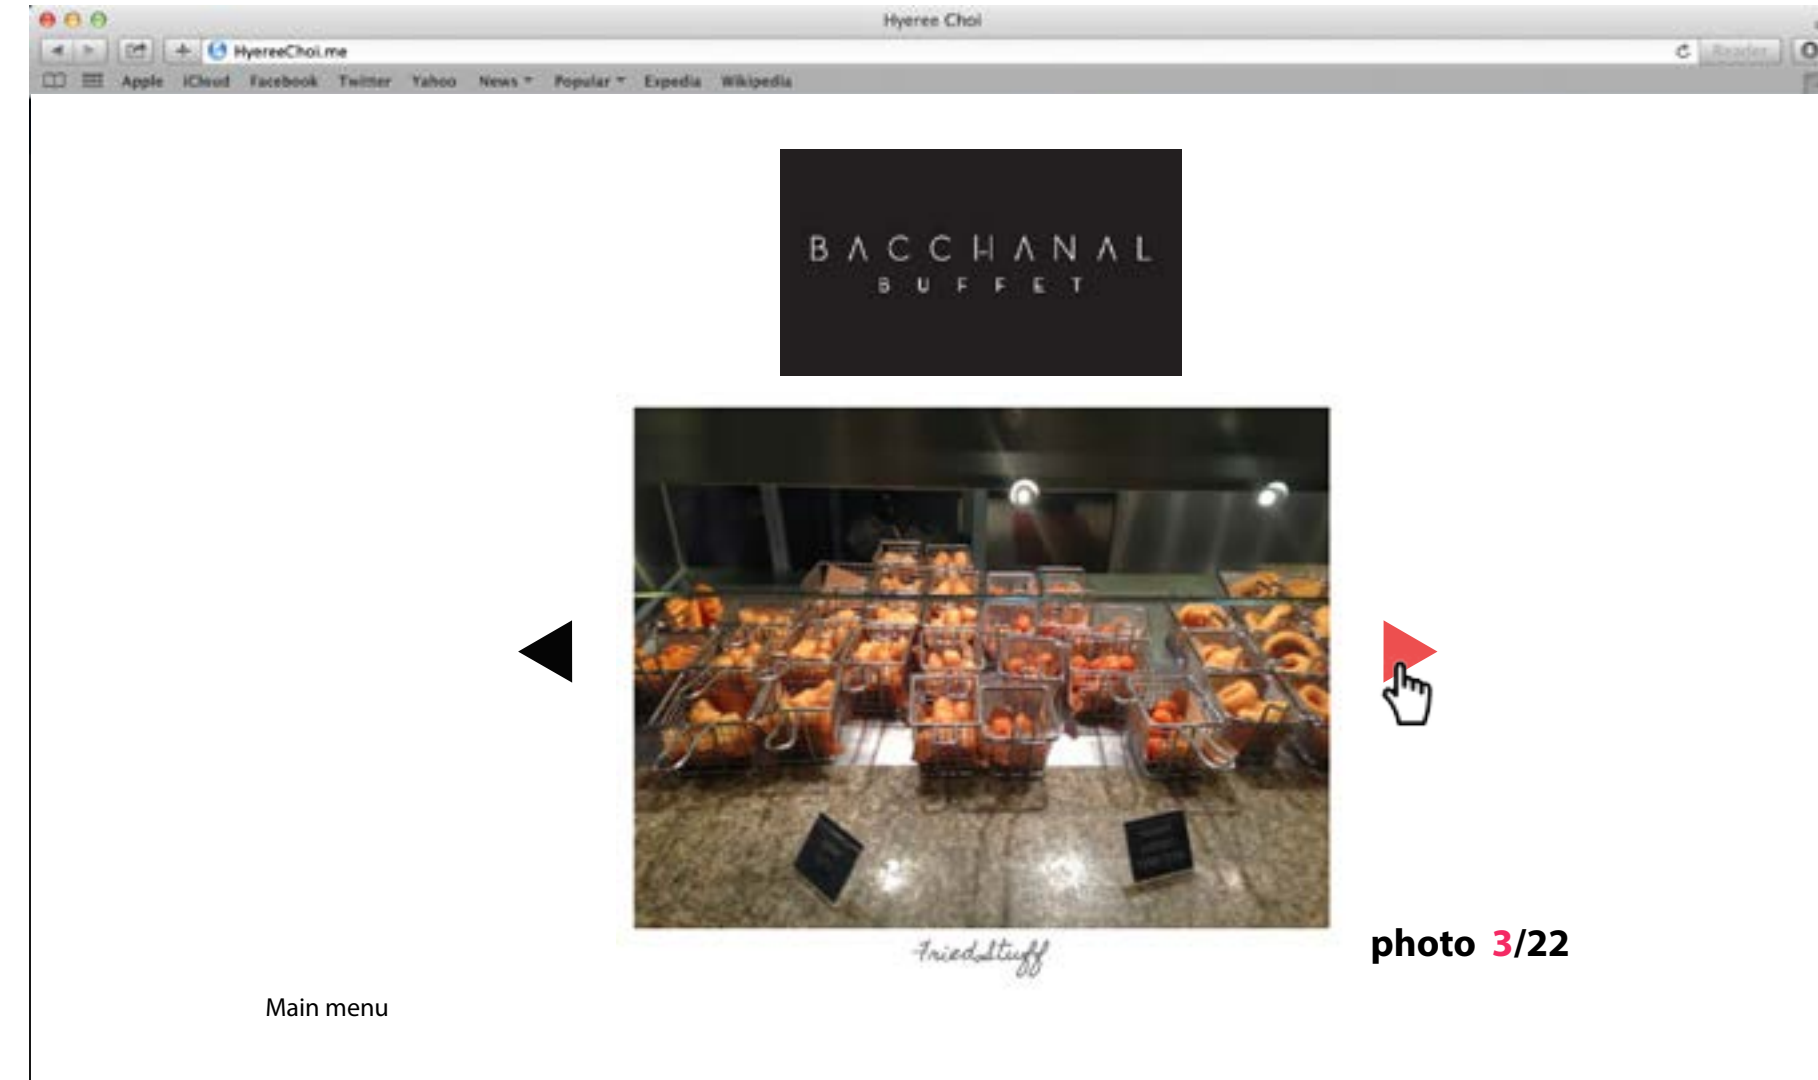 Hyeree Choi
HyereeChoi.me
Reader
Apple iCloud Facebook Twitter Yahoo News Popular Expedia Wikipedia
BACCHANAL
BUFFET
Fried Stuff
photo 3/22
Main menu